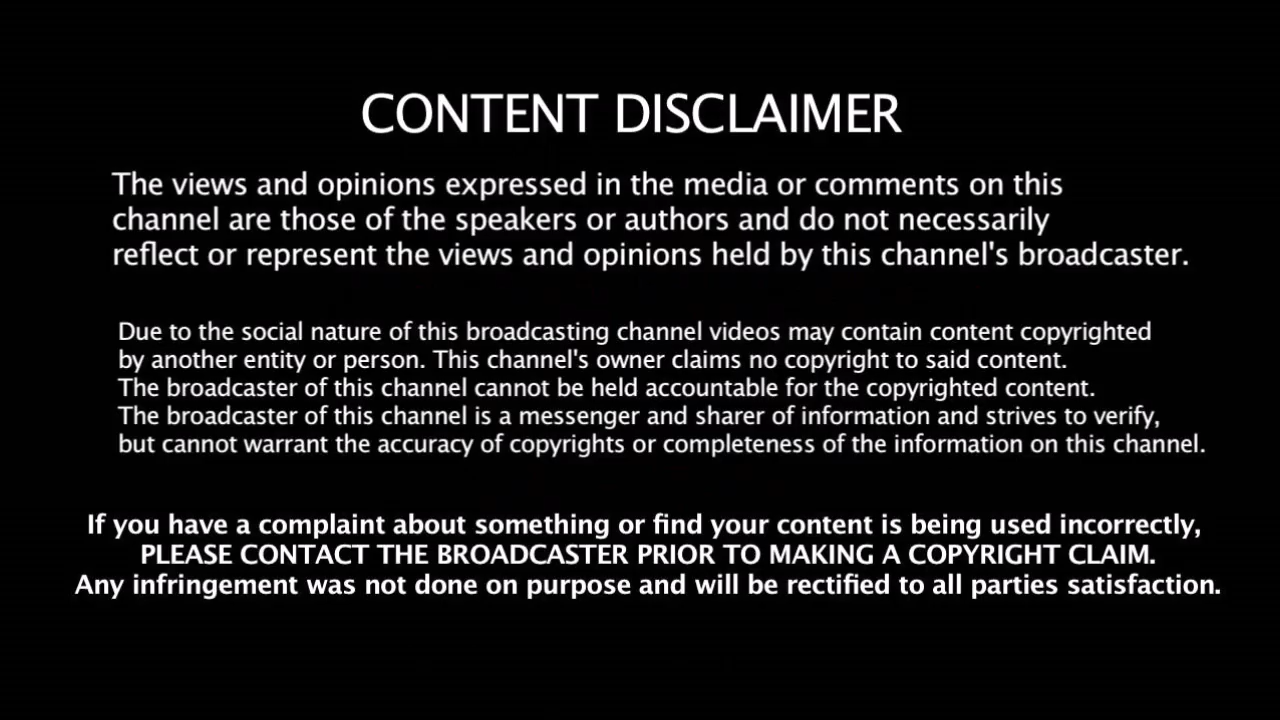 CONTENT DISCLAIMER
The views and opinions expressed in the media or comments on this
channel are those of the speakers or authors and do not necessarily
reflect or represent the views and opinions held by this channel's broadcaster.
Due to the social nature of this broadcasting channel videos may contain content copyrighted
by another entity or person. This channel's owner claims no copyright to said content.
The broadcaster of this channel cannot be held accountable for the copyrighted content.
The broadcaster of this channel is a messenger and sharer of information and strives to verify,
but cannot warrant the accuracy of copyrights or completeness of the information on this channel.
If you have a complaint about something or find your content is being used incorrectly,
PLEASE CONTACT THE BROADCASTER PRIOR TO MAKING A COPYRIGHT CLAIM.
Any infringement was not done on purpose and will be rectified to all parties satisfaction.